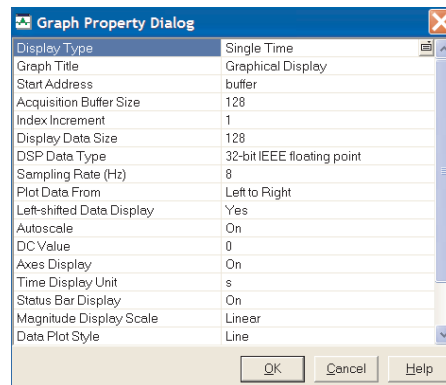 Graph Property Dialog
Display Type Single Time
Graph Title Graphical Display
Start Address buffer
Acquisition Buffer Size 128
Index Increment 1
Display Data Size 128
DSP Data Type 32-bit IEEE floating point
Sampling Rate (Hz) 8
Plot Data From Left to Right
Left-shifted Data Display Yes
Autoscale On
DC Value 0
Axes Display On
Time Display Unit s
Status Bar Display On
Magnitude Display Scale Linear
Data Plot Style Line
OK Cancel Help